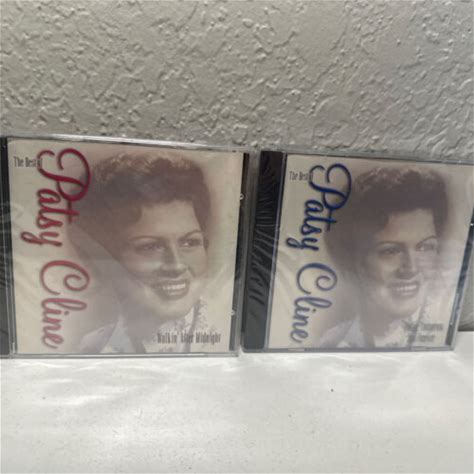 The Best of
Patsy Cline
Walkin' After Midnight
The Best of
Patsy Cline